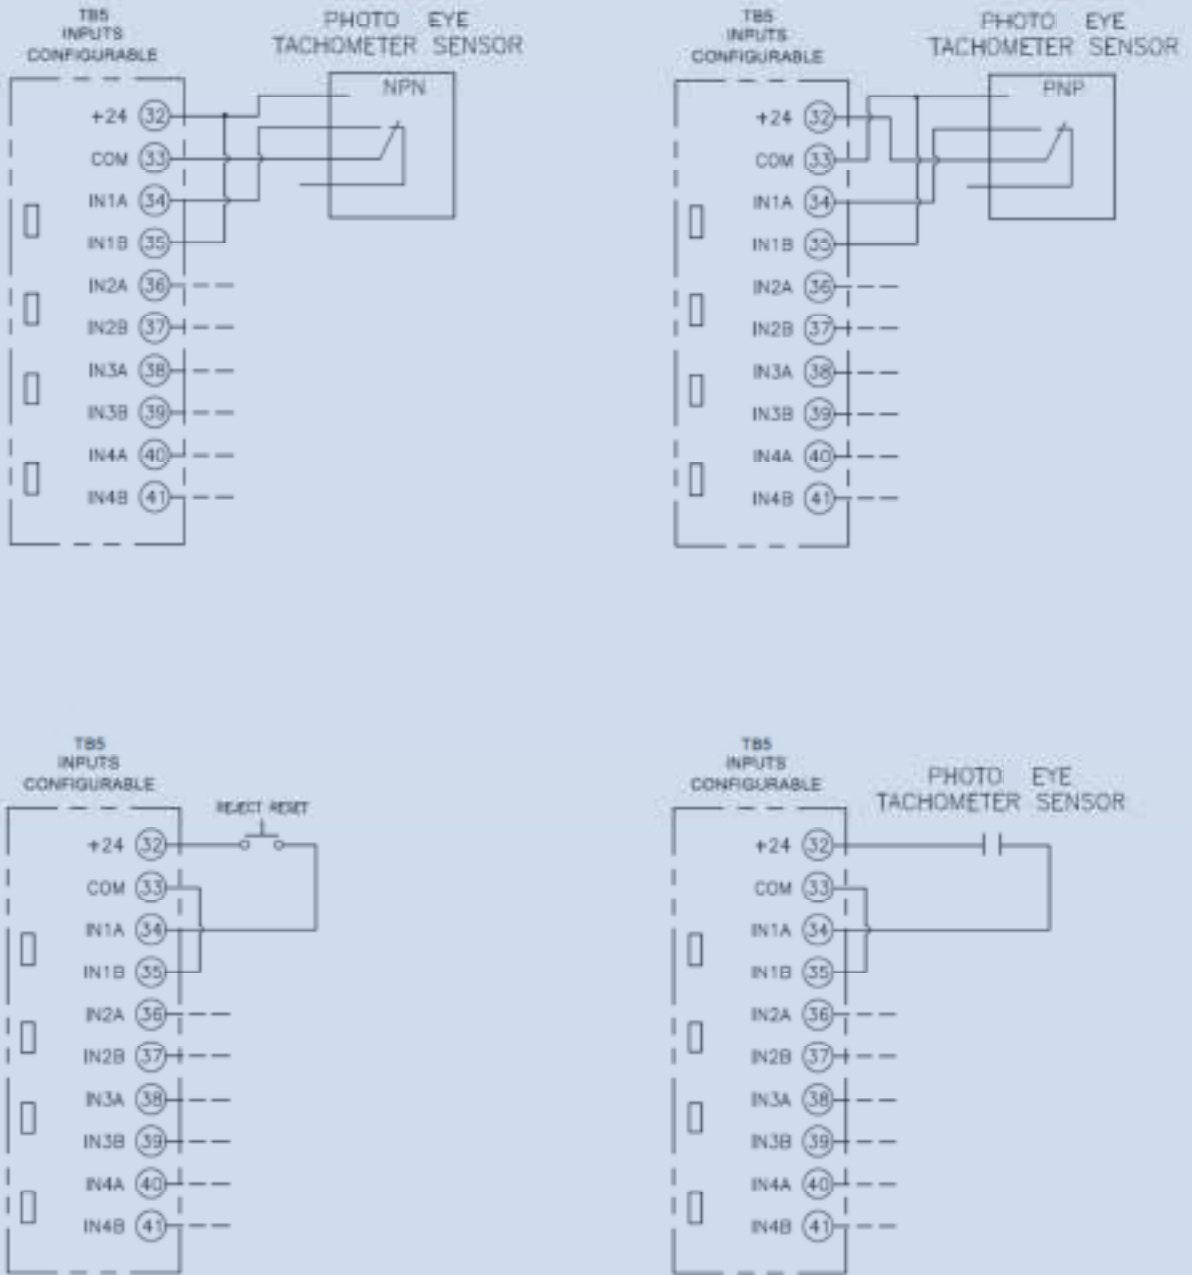 TB5
INPUTS
CONFIGURABLE
PHOTO EYE
TACHOMETER SENSOR
NPN
+24 32
COM 33
IN1A 34
IN1B 35
IN2A 36
IN2B 37
IN3A 38
IN3B 39
IN4A 40
IN4B 41
TB5
INPUTS
CONFIGURABLE
PHOTO EYE
TACHOMETER SENSOR
PNP
+24 32
COM 33
IN1A 34
IN1B 35
IN2A 36
IN2B 37
IN3A 38
IN3B 39
IN4A 40
IN4B 41
TB5
INPUTS
CONFIGURABLE
REJECT RESET
+24 32
COM 33
IN1A 34
IN1B 35
IN2A 36
IN2B 37
IN3A 38
IN3B 39
IN4A 40
IN4B 41
TB5
INPUTS
CONFIGURABLE
PHOTO EYE
TACHOMETER SENSOR
+24 32
COM 33
IN1A 34
IN1B 35
IN2A 36
IN2B 37
IN3A 38
IN3B 39
IN4A 40
IN4B 41